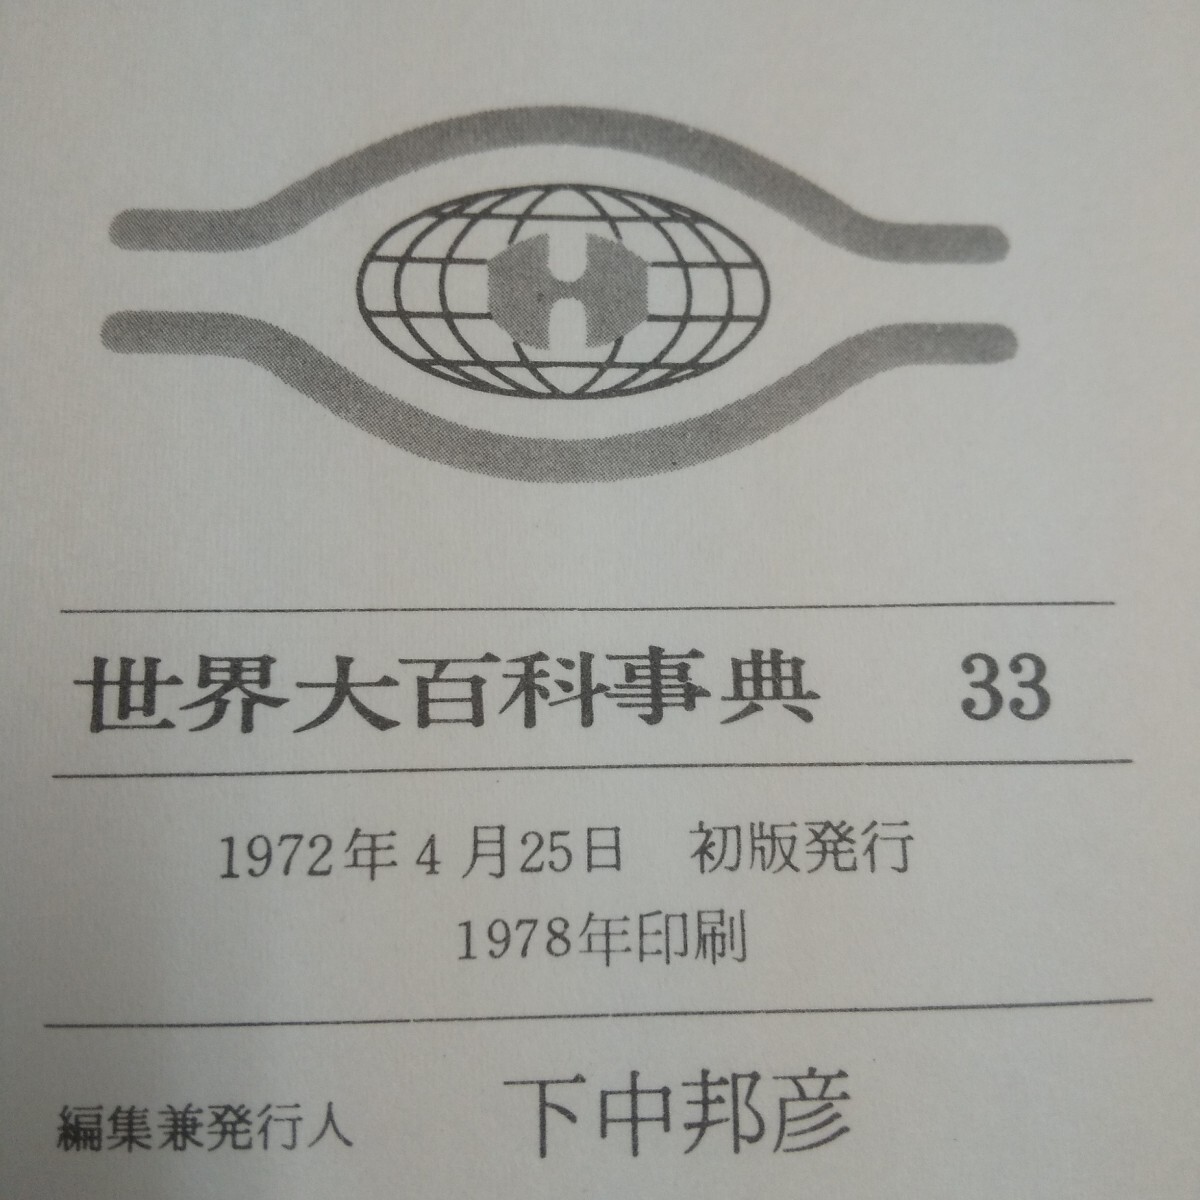 世界大百科事典 33
1972年4月25日 初版発行
1978年印刷
編集兼発行人 下中邦彦